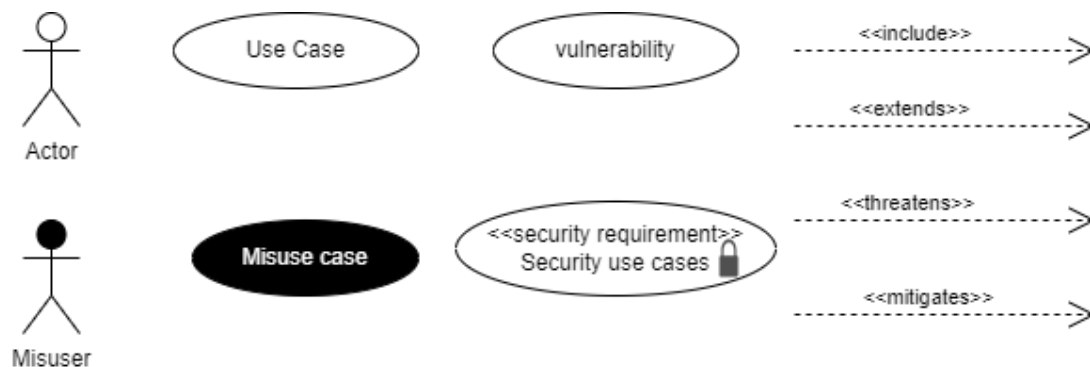 Use Case
vulnerability
<<include>>
<<extends>>
Actor
Misuse case
<<security requirement>>
Security use cases
<<threatens>>
<<mitigates>>
Misuser